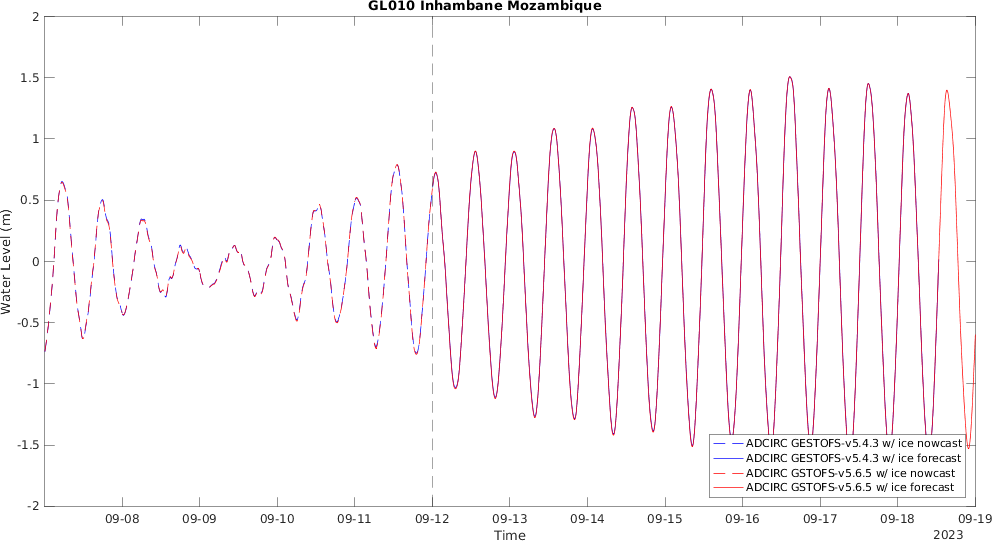 GL010 Inhambane Mozambique
2
1.5
1
0.5
0
-0.5
-1
-1.5
-2
Water Level (m)
ADCIRC GESTOFS-v5.4.3 w/ ice nowcast
ADCIRC GESTOFS-v5.4.3 w/ ice forecast
ADCIRC GSTOFS-v5.6.5 w/ ice nowcast
ADCIRC GSTOFS-v5.6.5 w/ ice forecast
09-08 09-09 09-10 09-11 09-12 09-13 09-14 09-15 09-16 09-17 09-18 09-19
Time
2023